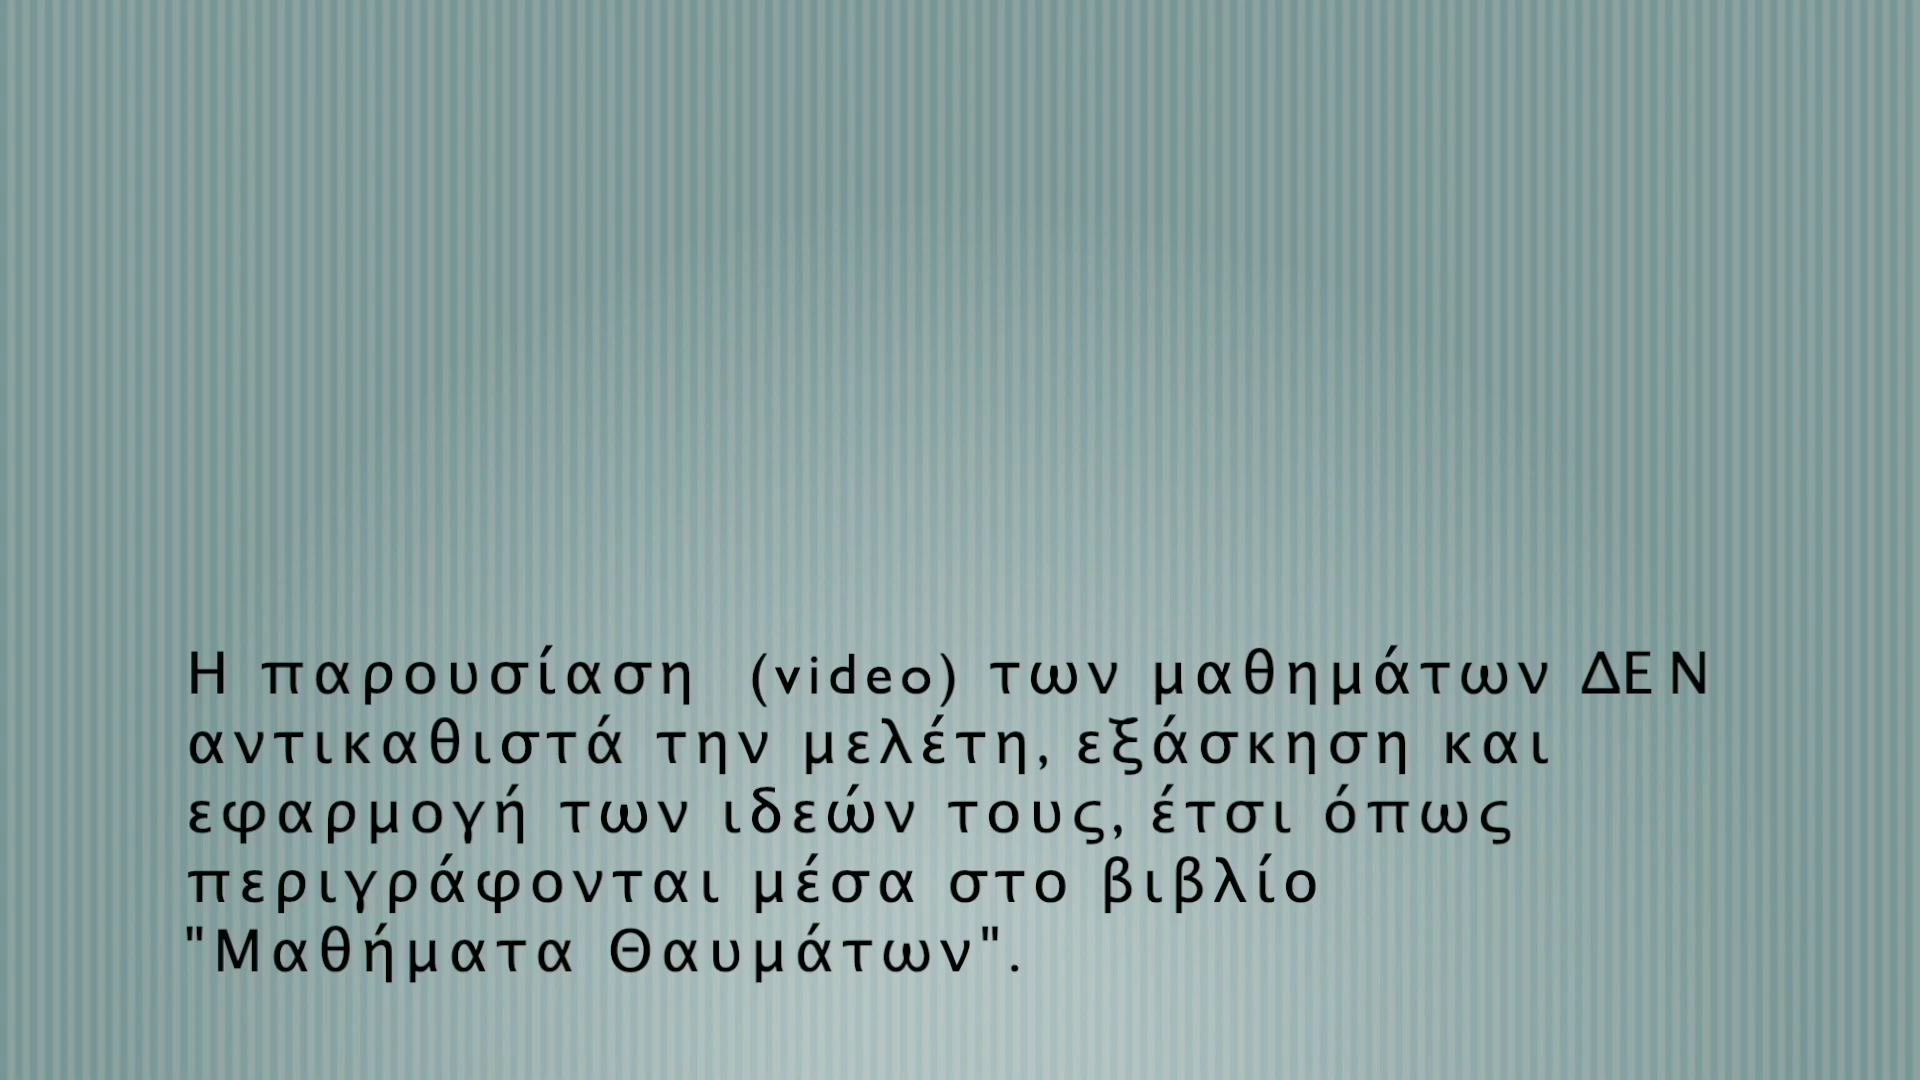 Η παρουσίαση (video) των μαθημάτων ΔΕΝ
αντικαθιστά την μελέτη, εξάσκηση και
εφαρμογή των ιδεών τους, έτσι όπως
περιγράφονται μέσα στο βιβλίο
"Μαθήματα Θαυμάτων".